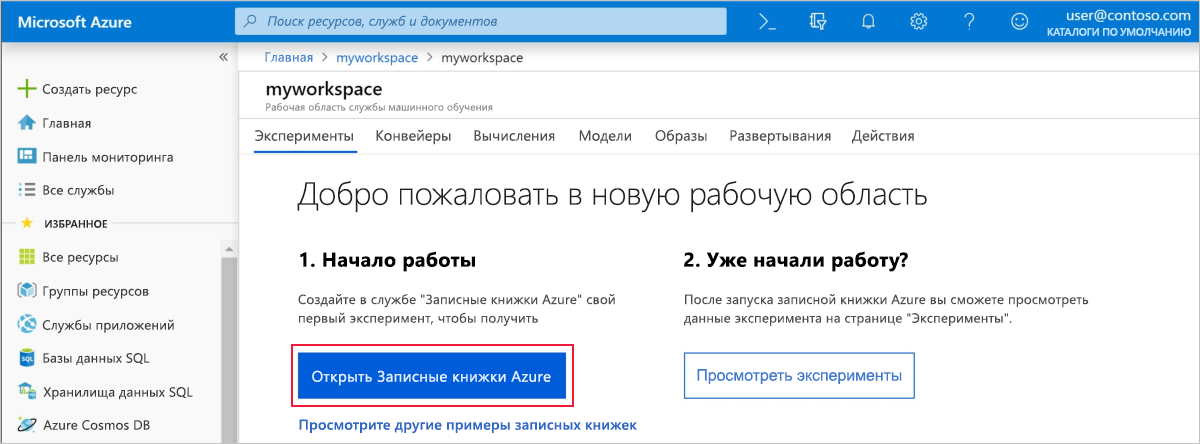 Microsoft Azure
Поиск ресурсов, служб и документов
user@contoso.com
КАТАЛОГИ ПО УМОЛЧАНИЮ
«
Создать ресурс
Главная
Панель мониторинга
Все службы
ИЗБРАННОЕ
Все ресурсы
Группы ресурсов
Службы приложений
SQL Базы данных SQL
Хранилища данных SQL
Azure Cosmos DB
Главная > myworkspace > myworkspace
myworkspace
Рабочая область службы машинного обучения
Эксперименты Конвейеры Вычисления Модели Образы Развертывания Действия
Добро пожаловать в новую рабочую область
1. Начало работы
Создайте в службе "Записные книжки Azure" свой
первый эксперимент, чтобы получить
Открыть Записные книжки Azure
Просмотрите другие примеры записных книжек
2. Уже начали работу?
После запуска записной книжки Azure вы сможете просмотреть
данные эксперимента на странице "Эксперименты".
Просмотреть эксперименты